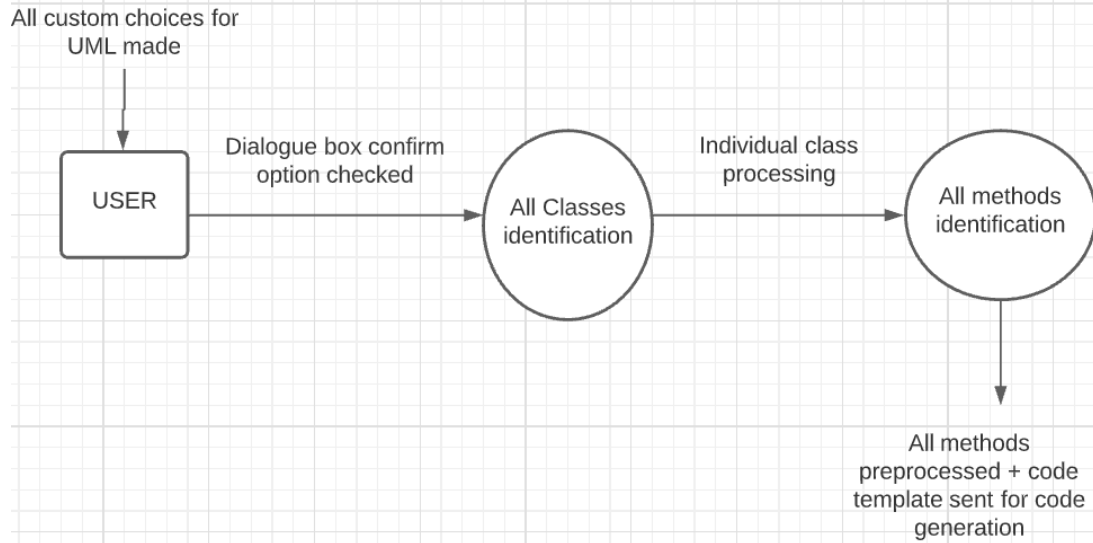 All custom choices for
UML made
USER
Dialogue box confirm
option checked
All Classes
identification
Individual class
processing
All methods
identification
All methods
preprocessed + code
template sent for code
generation